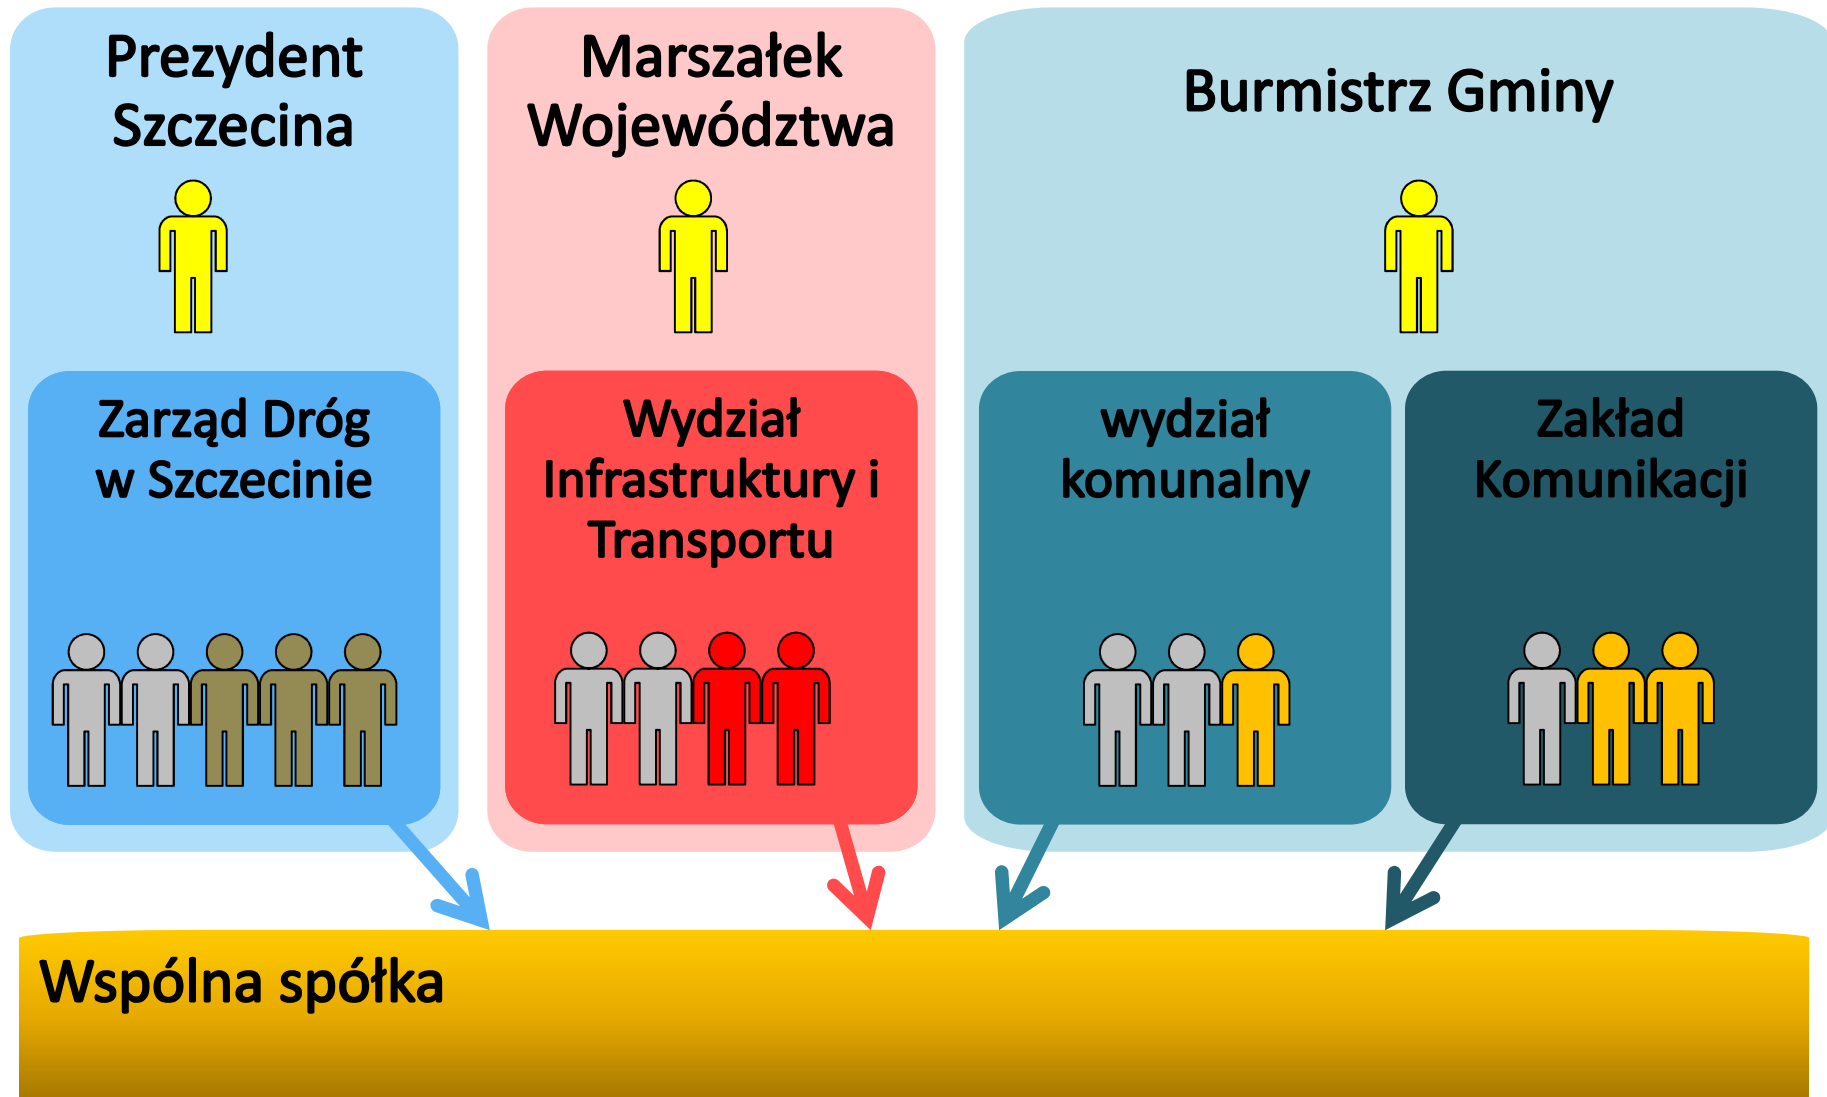 Prezydent
Szczecina
Marszałek
Województwa
Burmistrz Gminy
Zarząd Dróg
w Szczecinie
Wydział
Infrastruktury i
Transportu
wydział
komunalny
Zakład
Komunikacji
Wspólna spółka